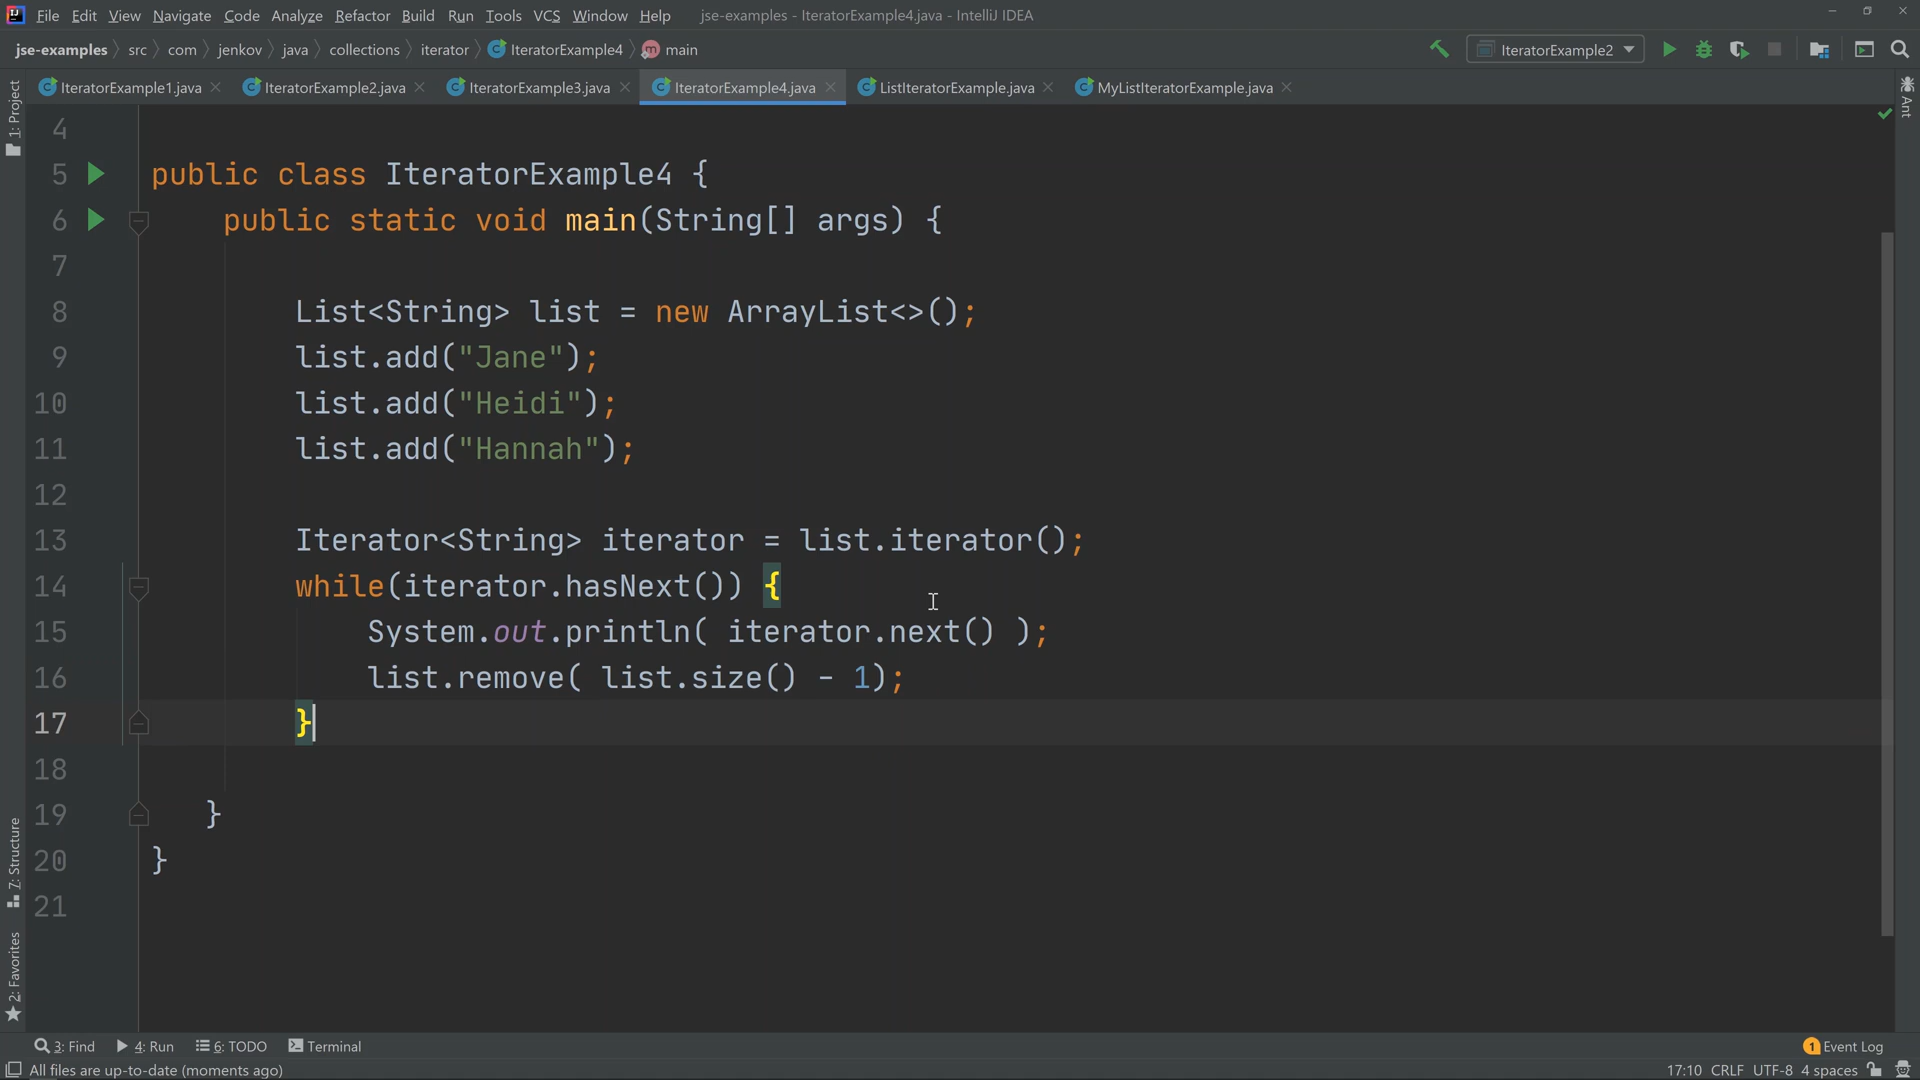 File Edit View Navigate Code Analyze Refactor Build Run Tools VCS Window Help jse-examples - IteratorExample4.java - IntelliJ IDEA
jse-examples src com jenkov java collections iterator IteratorExample4 main IteratorExample2
IteratorExample1.java IteratorExample2.java IteratorExample3.java IteratorExample4.java ListIteratorExample.java MyListIteratorExample.java
1: Project
Ant
4
5 public class IteratorExample4 {
6 public static void main(String[] args) {
7
8 List<String> list = new ArrayList<>();
9 list.add("Jane");
10 list.add("Heidi");
11 list.add("Hannah");
12
13 Iterator<String> iterator = list.iterator();
14 while(iterator.hasNext()) {
15 System.out.println( iterator.next() );
16 list.remove( list.size() - 1);
17 }
18
19 }
20 }
21
7: Structure
2: Favorites
3: Find 4: Run 6: TODO Terminal 1 Event Log
All files are up-to-date (moments ago) 17:10 CRLF UTF-8 4 spaces